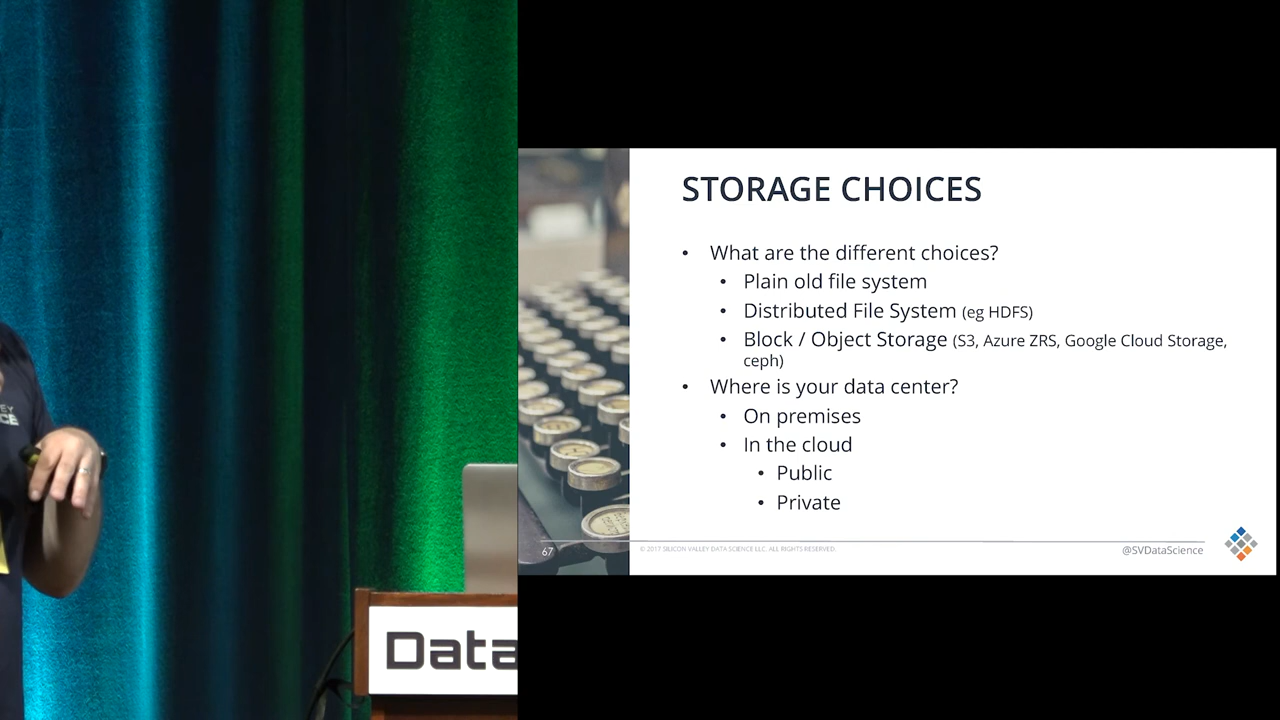 STORAGE CHOICES
• What are the different choices?
• Plain old file system
• Distributed File System (eg HDFS)
• Block / Object Storage (S3, Azure ZRS, Google Cloud Storage,
ceph)
• Where is your data center?
• On premises
• In the cloud
• Public
• Private
67
© 2017 SILICON VALLEY DATA SCIENCE LLC. ALL RIGHTS RESERVED.
@SVDataScience
Data